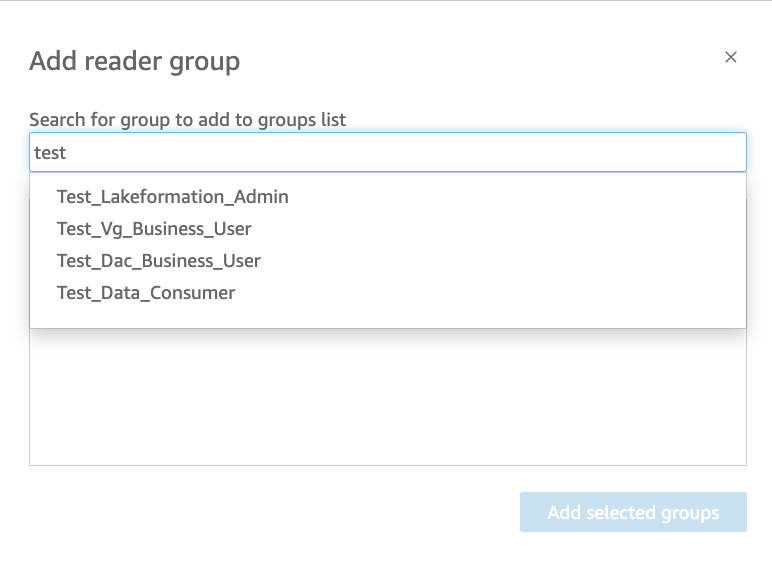 Add reader group
Search for group to add to groups list
test
Test_Lakeformation_Admin
Test_Vg_Business_User
Test_Dac_Business_User
Test_Data_Consumer
Add selected groups